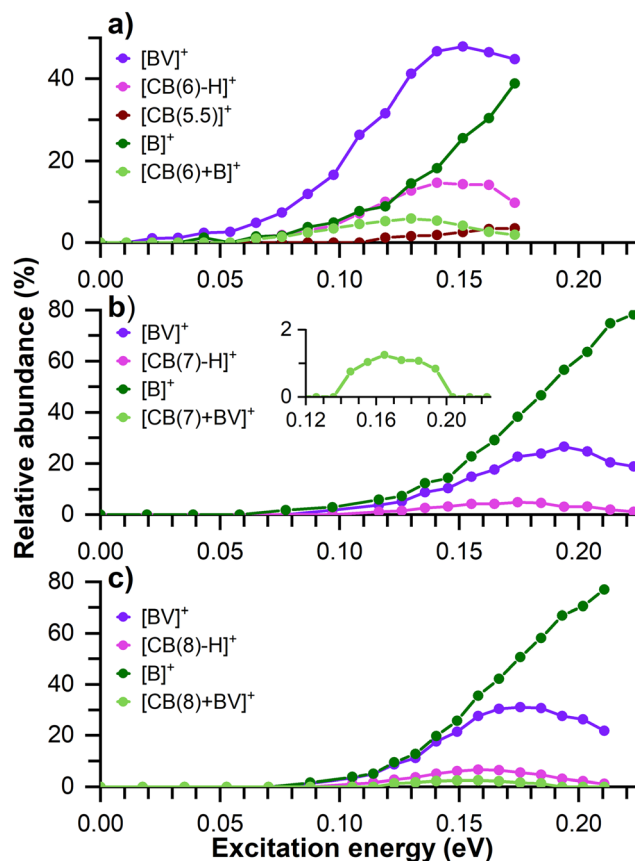 a)
[BV]⁺
[CB(6)-H]⁺
[CB(5.5)]⁺
[B]⁺
[CB(6)+B]⁺
40
20
0
0.00 0.05 0.10 0.15 0.20
Relative abundance (%)
b)
[BV]⁺
[CB(7)-H]⁺
[B]⁺
[CB(7)+BV]⁺
80
60
40
20
0
2
1
0
0.12 0.16 0.20
0.00 0.05 0.10 0.15 0.20
c)
[BV]⁺
[CB(8)-H]⁺
[B]⁺
[CB(8)+BV]⁺
80
60
40
20
0
0.00 0.05 0.10 0.15 0.20
Excitation energy (eV)